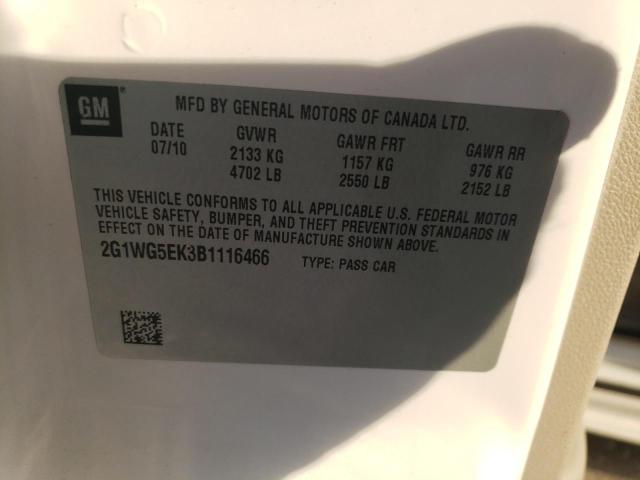 GM®
MFD BY GENERAL MOTORS OF CANADA LTD.
DATE GVWR GAWR FRT GAWR RR
07/10 2133 KG 1157 KG 976 KG
4702 LB 2550 LB 2152 LB
THIS VEHICLE CONFORMS TO ALL APPLICABLE U.S. FEDERAL MOTOR
VEHICLE SAFETY, BUMPER, AND THEFT PREVENTION STANDARDS IN
EFFECT ON THE DATE OF MANUFACTURE SHOWN ABOVE.
2G1WG5EK3B1116466 TYPE: PASS CAR